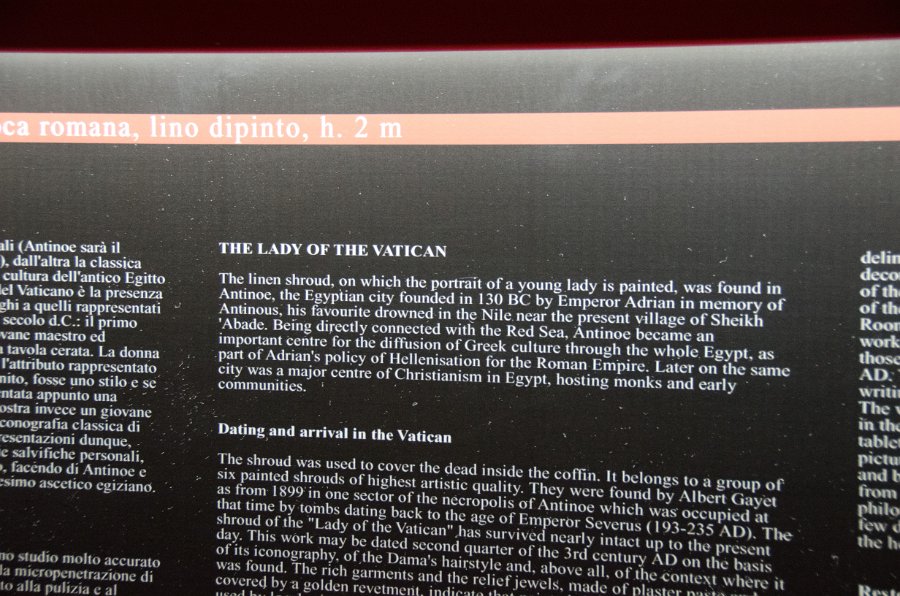 oca romana, lino dipinto, h. 2 m
ali (Antinoe sarà il
), dall'altra la classica
cultura dell'antico Egitto
del Vaticano è la presenza
ghi a quelli rappresentati
secolo d.C.: il primo
vane maestro ed
tavola cerata. La donna
l'attributo rappresentato
nito, fosse uno stilo e se
entata appunto una
ostra invece un giovane
conografia classica di
resentazioni dunque,
e salvifiche personali,
o, facendo di Antinoe e
esimo ascetico egiziano.
no studio molto accurato
la micropenetrazione di
to alla pulizia e al
THE LADY OF THE VATICAN
The linen shroud, on which the portrait of a young lady is painted, was found in
Antinoe, the Egyptian city founded in 130 BC by Emperor Adrian in memory of
Antinous, his favourite drowned in the Nile near the present village of Sheikh
'Abade. Being directly connected with the Red Sea, Antinoe became an
important centre for the diffusion of Greek culture through the whole Egypt, as
part of Adrian's policy of Hellenisation for the Roman Empire. Later on the same
city was a major centre of Christianism in Egypt, hosting monks and early
communities.
Dating and arrival in the Vatican
The shroud was used to cover the dead inside the coffin. It belongs to a group of
six painted shrouds of highest artistic quality. They were found by Albert Gayet
as from 1899 in one sector of the necropolis of Antinoe which was occupied at
that time by tombs dating back to the age of Emperor Severus (193-235 AD). The
shroud of the "Lady of the Vatican" has survived nearly intact up to the present
day. This work may be dated second quarter of the 3rd century AD on the basis
of its iconography, of the Dama's hairstyle and, above all, of the context where it
was found. The rich garments and the relief jewels, made of plaster paste and
covered by a golden revetment, indicate that
delin
deco
of th
of the
Room
work
those
AD.
writi
The v
in the
tablet
pictu
and b
from
philo
few d
the h